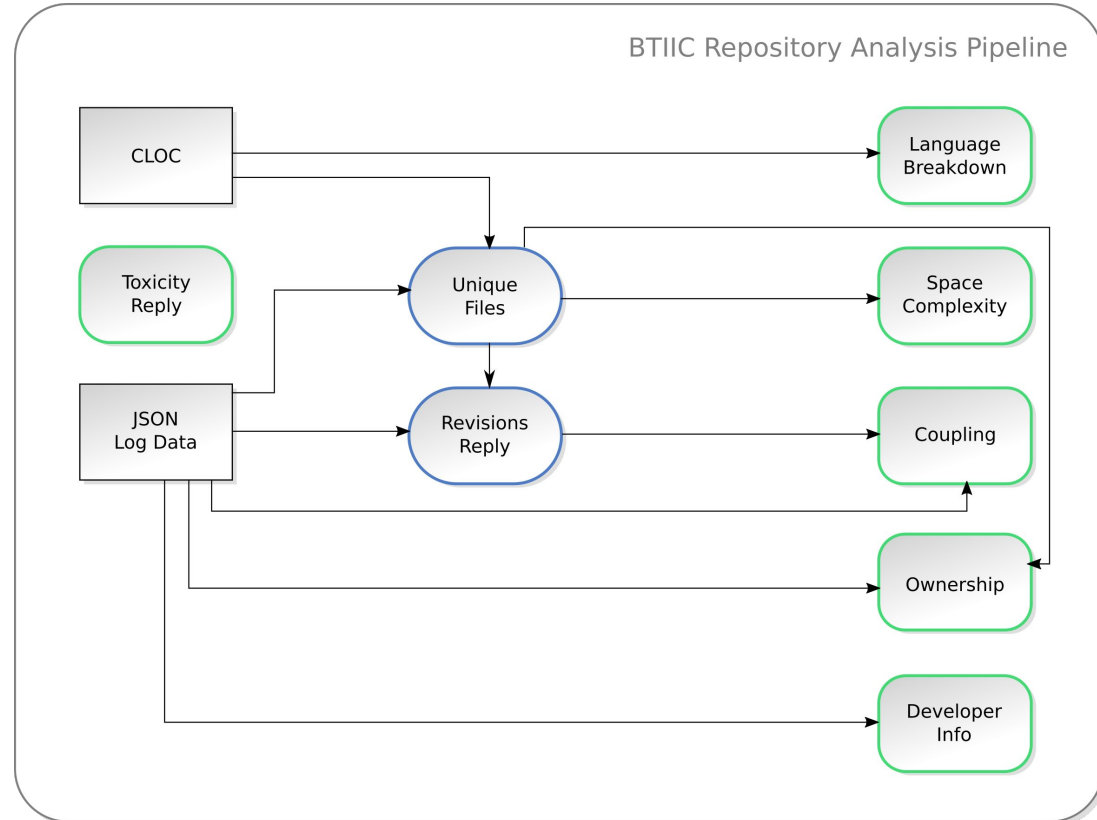 BTIIC Repository Analysis Pipeline
CLOC
Language
Breakdown
Toxicity
Reply
Unique
Files
Space
Complexity
JSON
Log Data
Revisions
Reply
Coupling
Ownership
Developer
Info